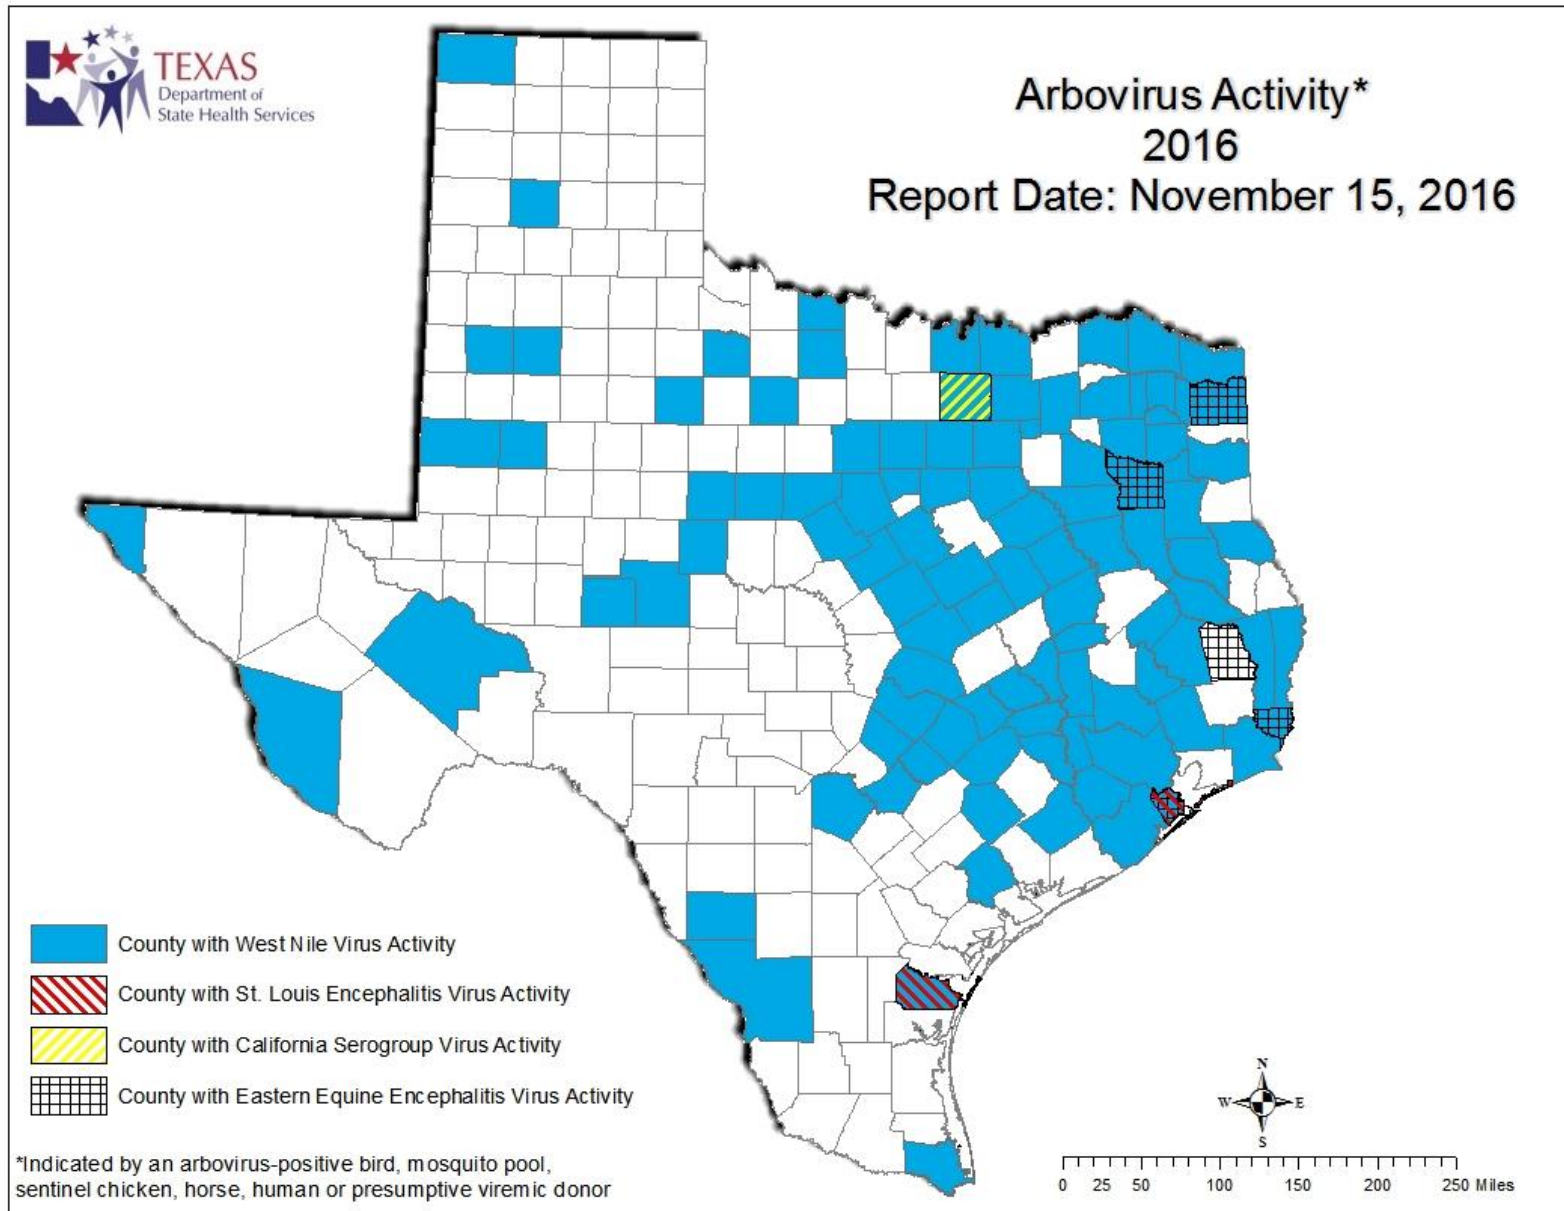 TEXAS
Department of
State Health Services
Arbovirus Activity*
2016
Report Date: November 15, 2016
County with West Nile Virus Activity
County with St. Louis Encephalitis Virus Activity
County with California Serogroup Virus Activity
County with Eastern Equine Encephalitis Virus Activity
*Indicated by an arbovirus-positive bird, mosquito pool,
sentinel chicken, horse, human or presumptive viremic donor
N
W E
S
0 25 50 100 150 200 250 Miles